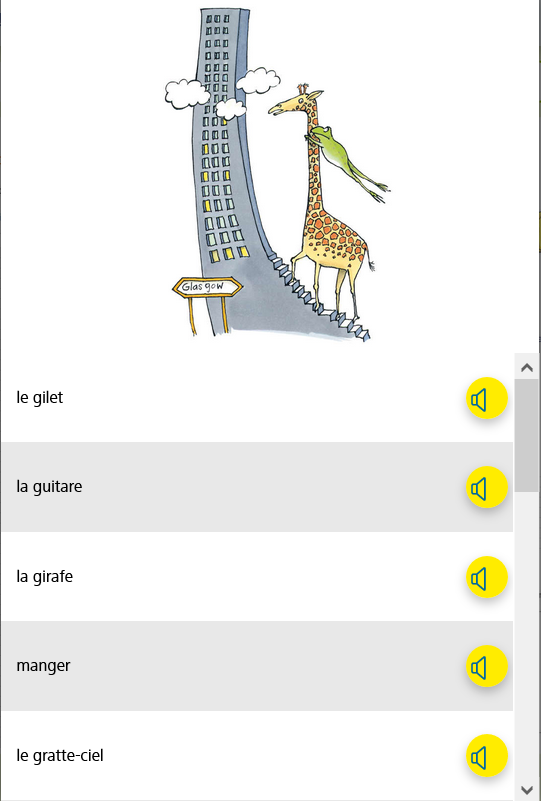 Glasgow
le gilet
la guitare
la girafe
manger
le gratte-ciel